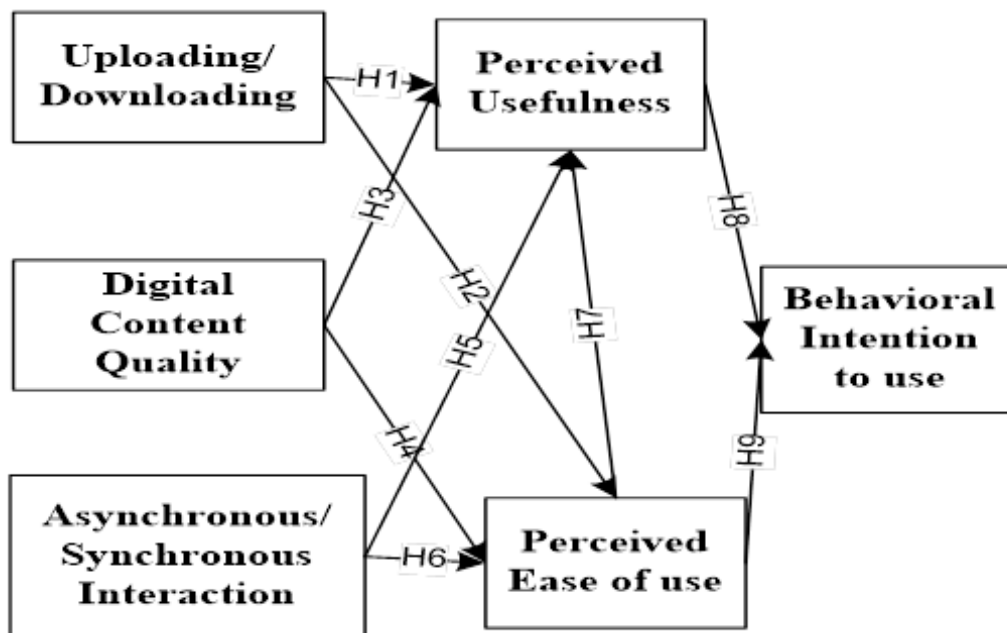 Uploading/
Downloading
H1
Perceived
Usefulness
H3
H8
Digital
Content
Quality
H2
H5
H7
Behavioral
Intention
to use
H4
H9
Asynchronous/
Synchronous
Interaction
H6
Perceived
Ease of use